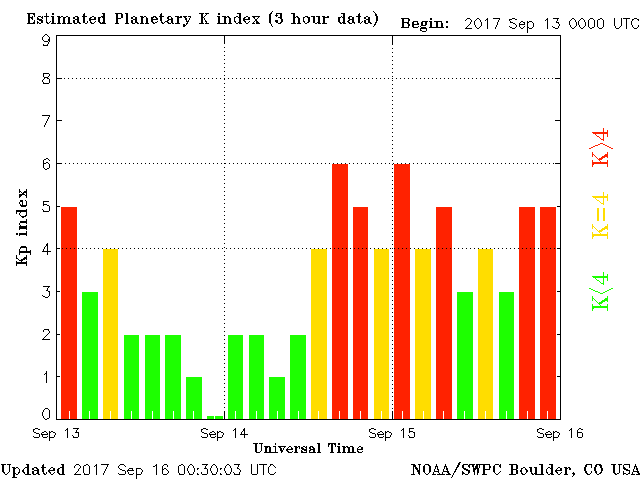 Estimated Planetary K index (3 hour data) Begin: 2017 Sep 13 0000 UTC
9
8
7
6
5
4
3
2
1
0
Kp index
K>4
K=4
K<4
Sep 13 Sep 14 Sep 15 Sep 16
Universal Time
Updated 2017 Sep 16 00:30:03 UTC NOAA/SWPC Boulder, CO USA